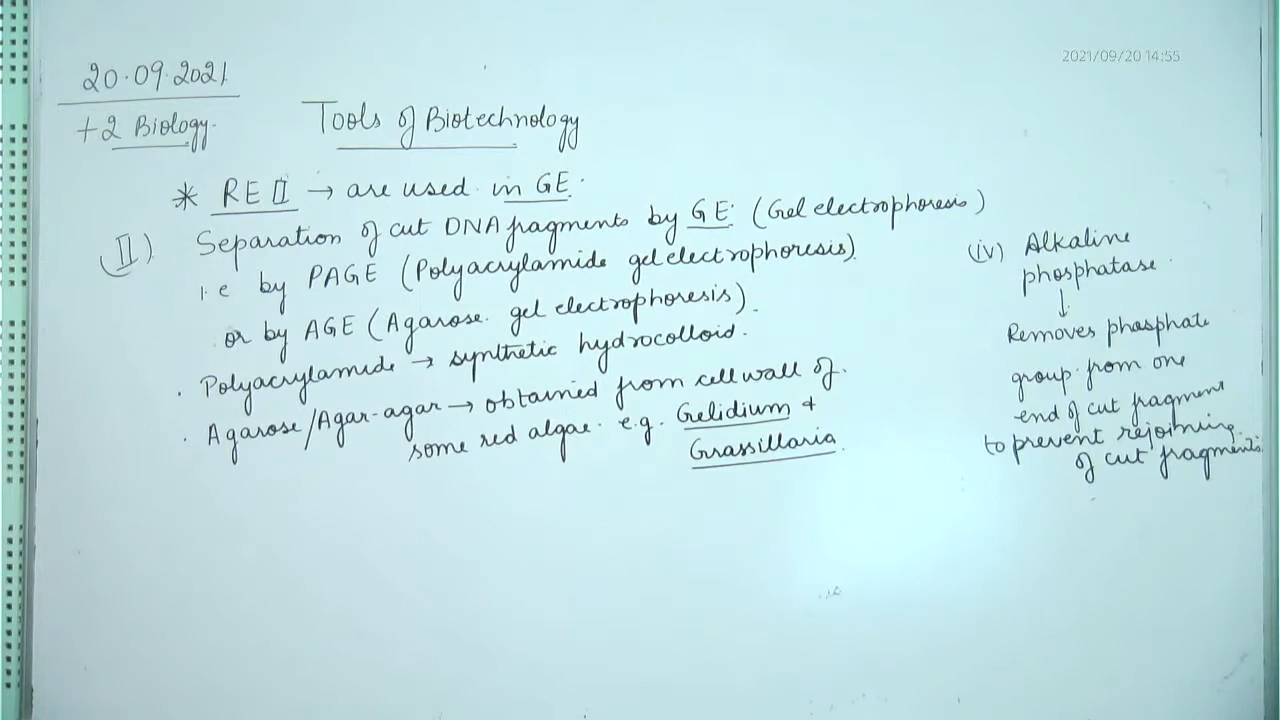 2021/09/20 14:55
20.09.2021
+2 Biology.
Tools of Biotechnology
* RE II → are used in GE.
(II) Separation of cut DNA fragments by GE (Gel electrophoresis)
i.e by PAGE (Polyacrylamide gel electrophoresis)
or by AGE (Agarose gel electrophoresis).
. Polyacrylamide → synthetic hydrocolloid.
. Agarose/Agar-agar → obtained from cell wall of
some red algae. e.g. Gelidium +
Grassillaria.
(iv) Alkaline
phosphatase.
↓
Removes phosphate
group from one
end of cut fragment
to prevent rejoining
of cut fragments.